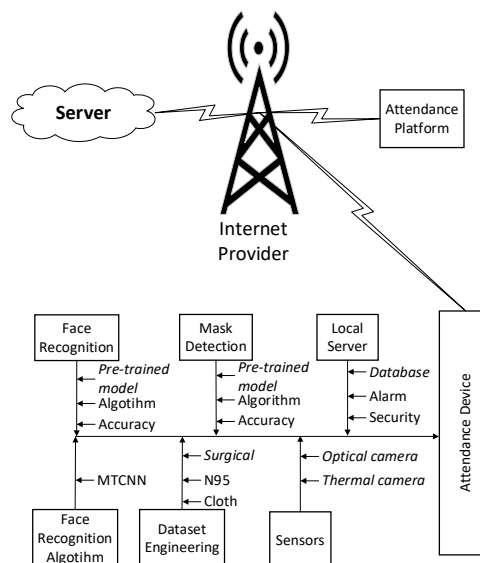 Server
Attendance
Platform
Internet
Provider
Face
Recognition
Mask
Detection
Local
Server
Pre-trained
model
Algotihm
Accuracy
Pre-trained
model
Algorithm
Accuracy
Database
Alarm
Security
Attendance Device
MTCNN
Surgical
N95
Cloth
Optical camera
Thermal camera
Face
Recognition
Algotihm
Dataset
Engineering
Sensors